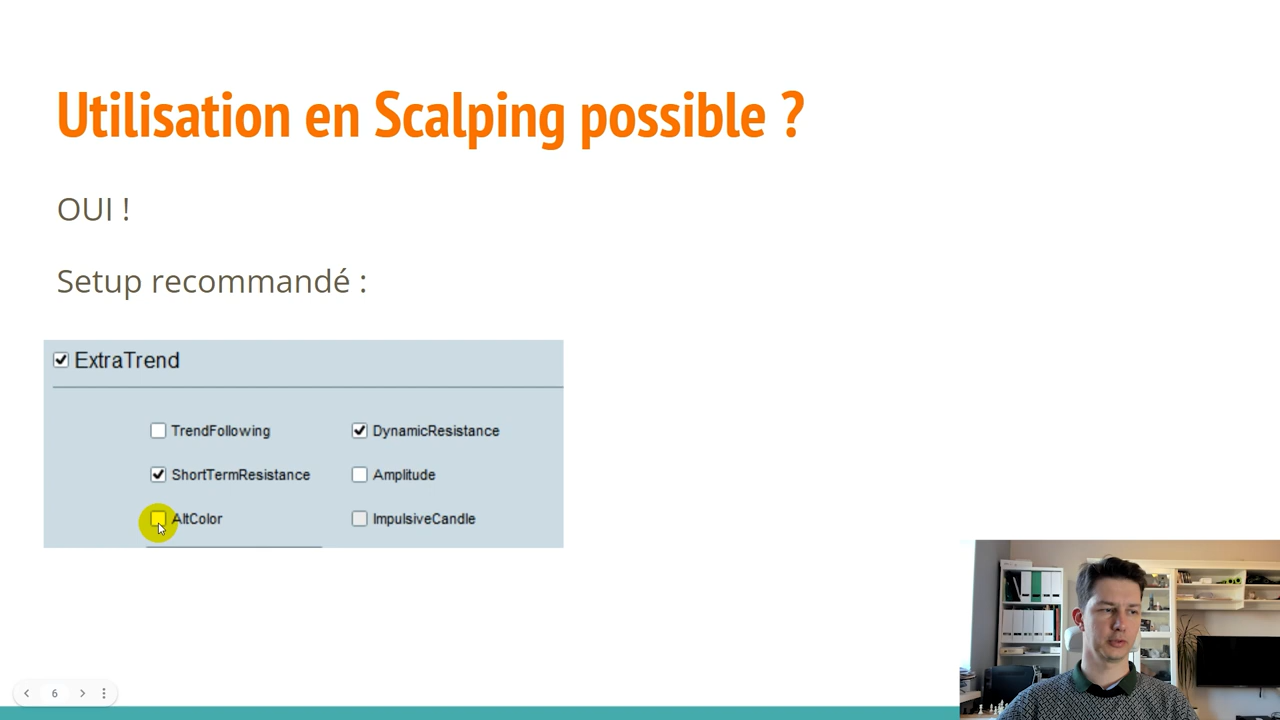 Utilisation en Scalping possible ?
OUI !
Setup recommandé :
ExtraTrend
TrendFollowing
DynamicResistance
ShortTermResistance
Amplitude
AltColor
ImpulsiveCandle
6